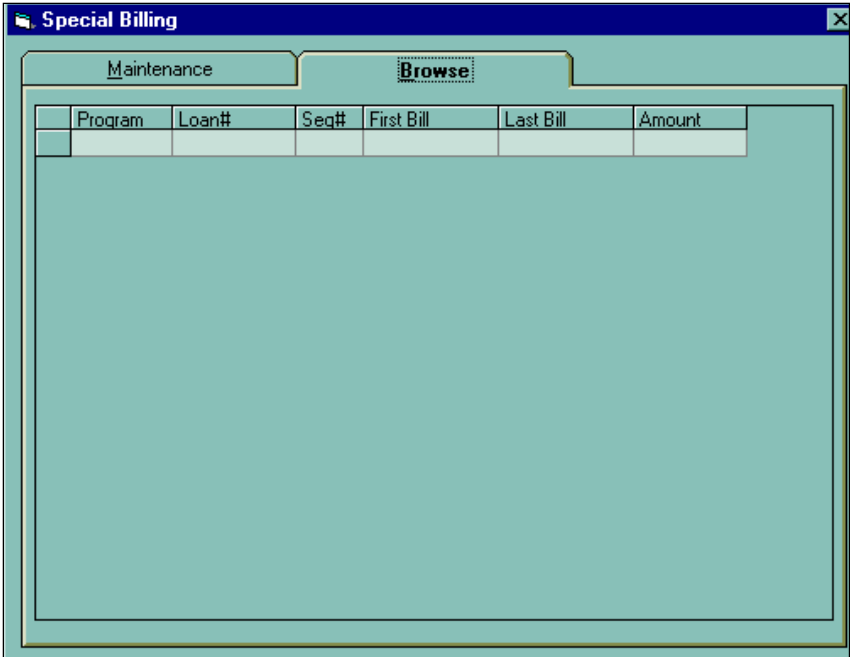 Special Billing
Maintenance Browse
Program Loan# Seq# First Bill Last Bill Amount